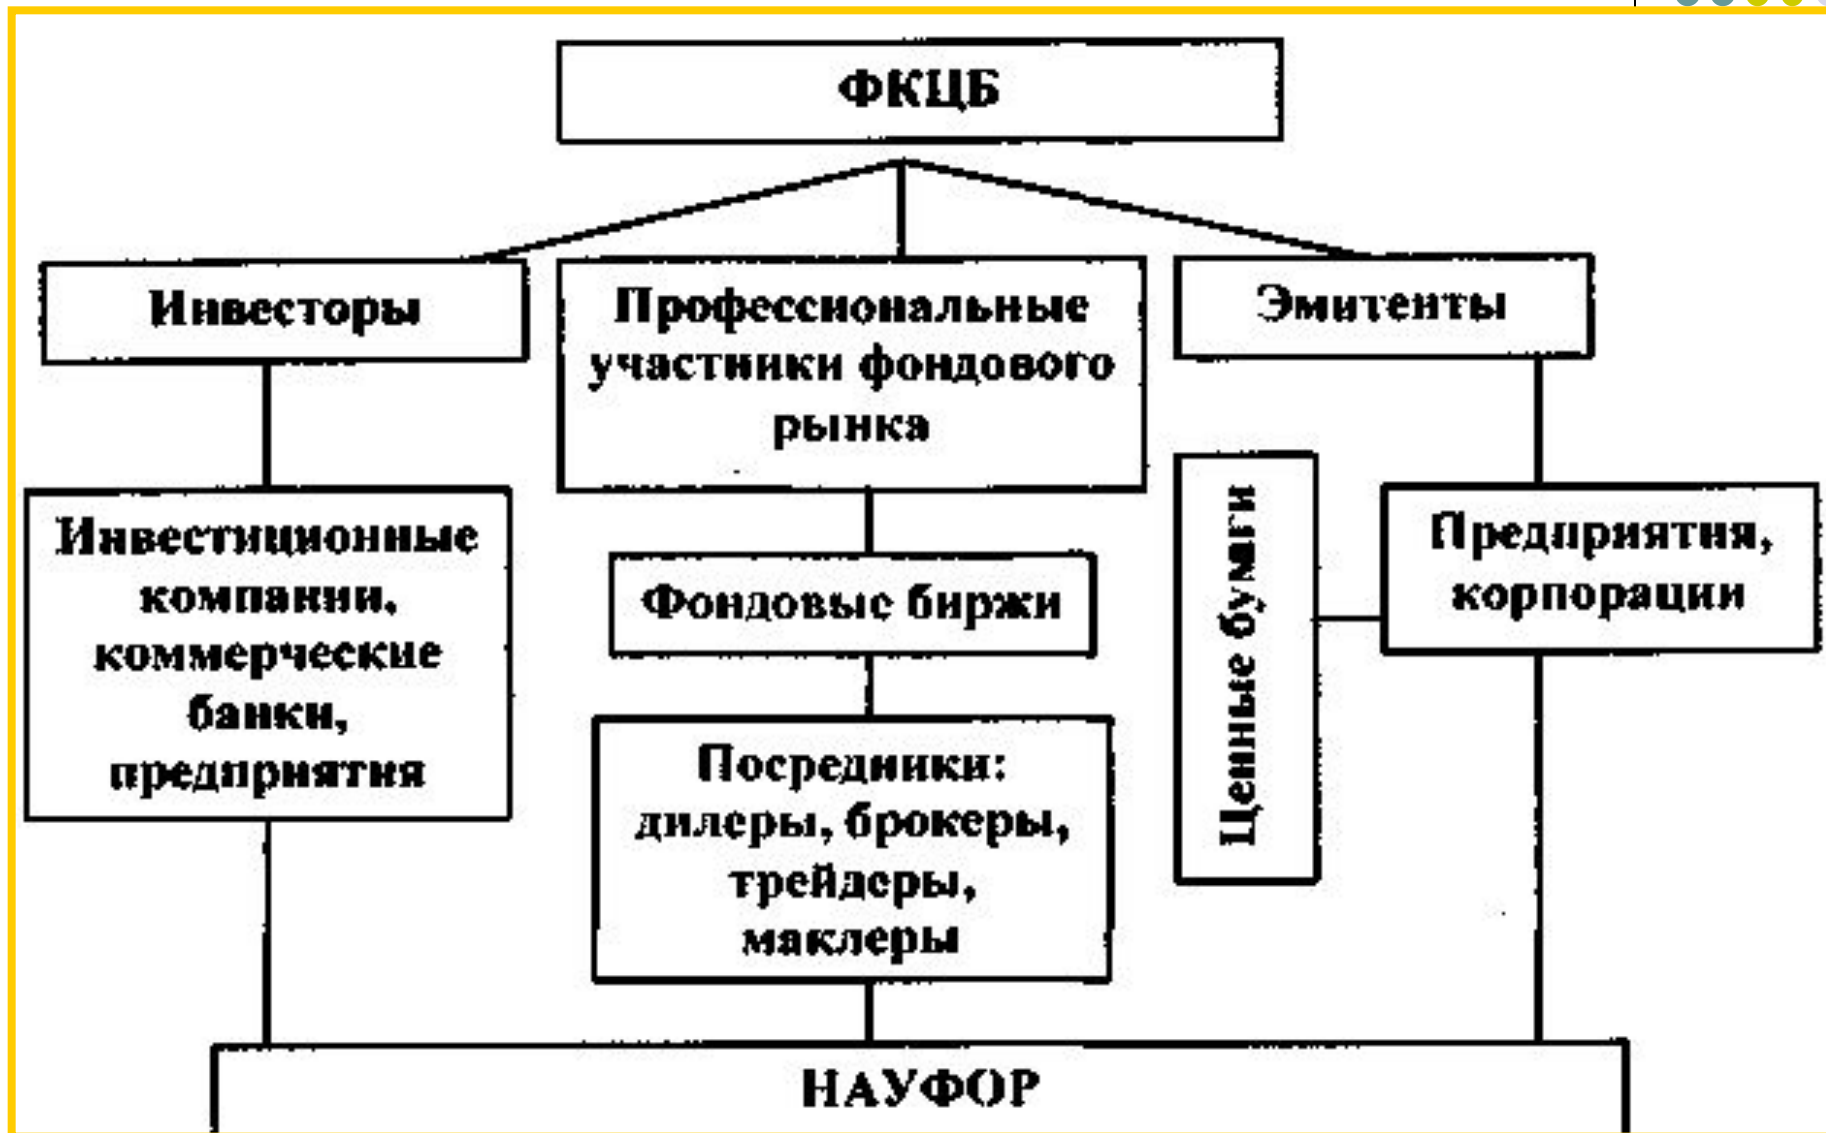 ФКЦБ
Инвесторы
Профессиональные
участники фондового
рынка
Эмитенты
Инвестиционные
компании,
коммерческие
банки,
предприятия
Фондовые биржи
Посредники:
дилеры, брокеры,
трейдеры,
маклеры
Ценные бумаги
Предприятия,
корпорации
НАУФОР